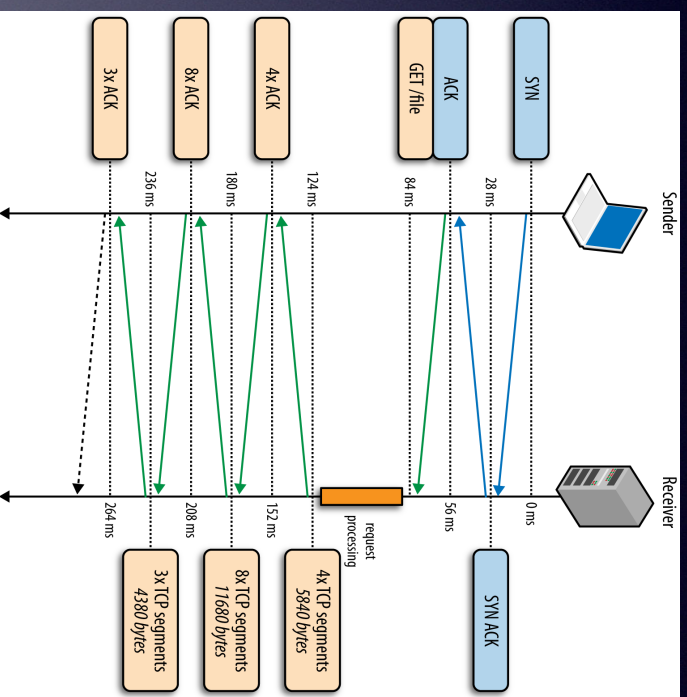 Sender
Receiver
0 ms
SYN
28 ms
SYN ACK
56 ms
ACK
GET /file
84 ms
request
processing
124 ms
4x TCP segments
5840 bytes
152 ms
4x ACK
180 ms
8x TCP segments
11680 bytes
208 ms
8x ACK
236 ms
3x TCP segments
4380 bytes
264 ms
3x ACK